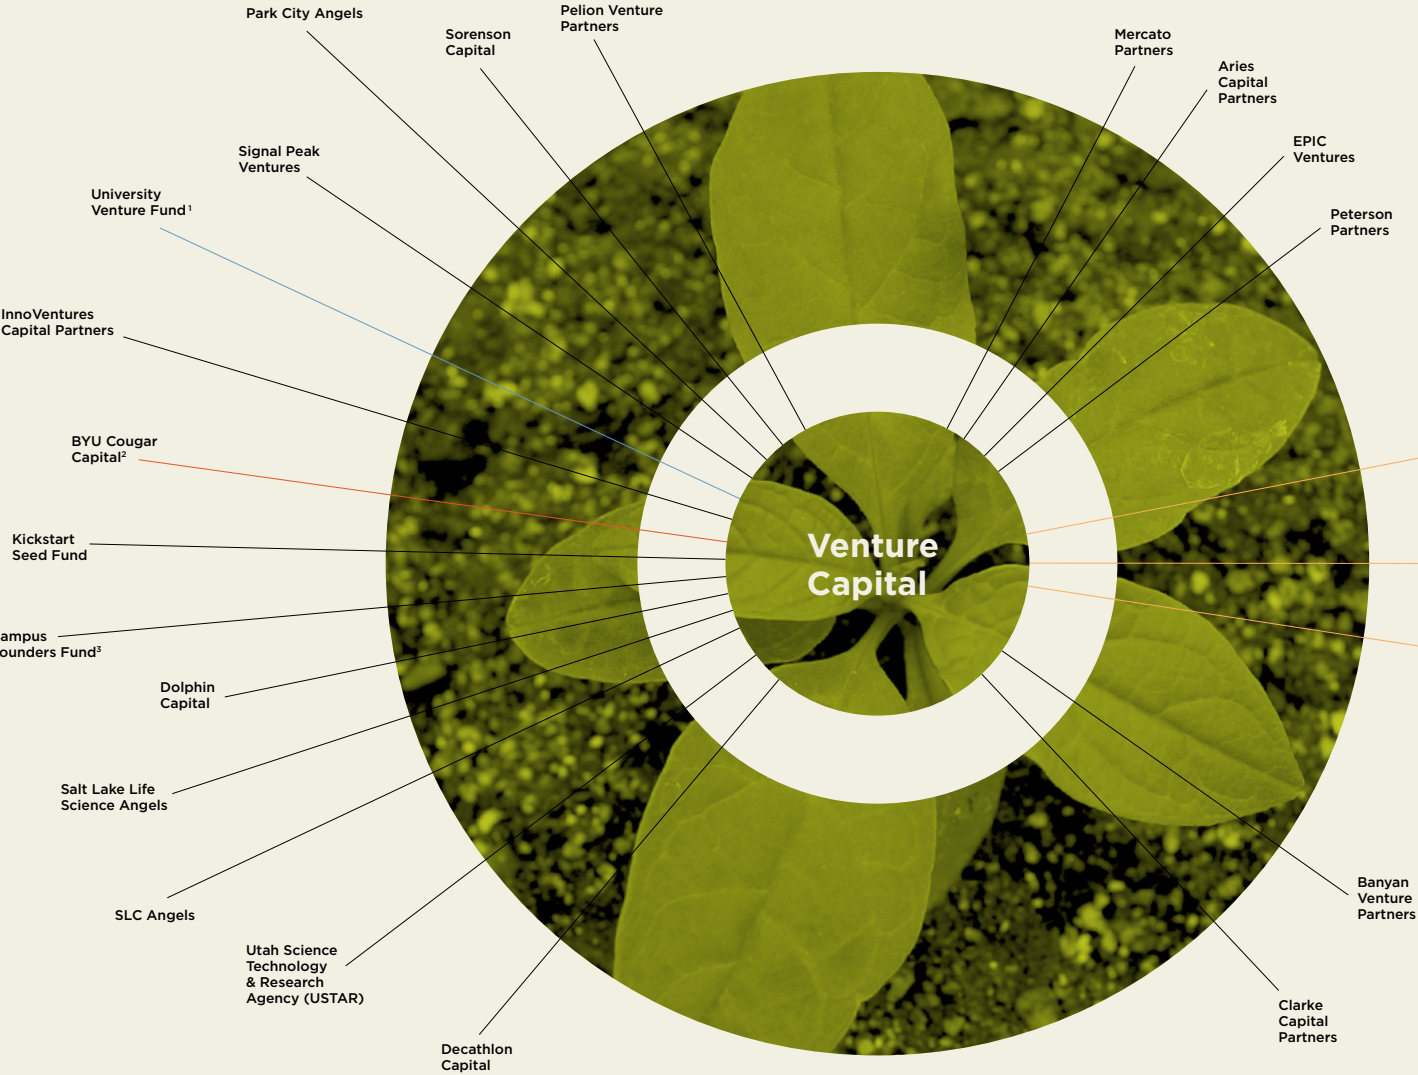 Park City Angels
Sorenson
Capital
Pelion Venture
Partners
Mercato
Partners
Aries
Capital
Partners
EPIC
Ventures
Peterson
Partners
Signal Peak
Ventures
University
Venture Fund¹
InnoVentures
Capital Partners
BYU Cougar
Capital²
Kickstart
Seed Fund
ampus
ounders Fund³
Dolphin
Capital
Salt Lake Life
Science Angels
SLC Angels
Utah Science
Technology
& Research
Agency (USTAR)
Decathlon
Capital
Venture
Capital
Banyan
Venture
Partners
Clarke
Capital
Partners